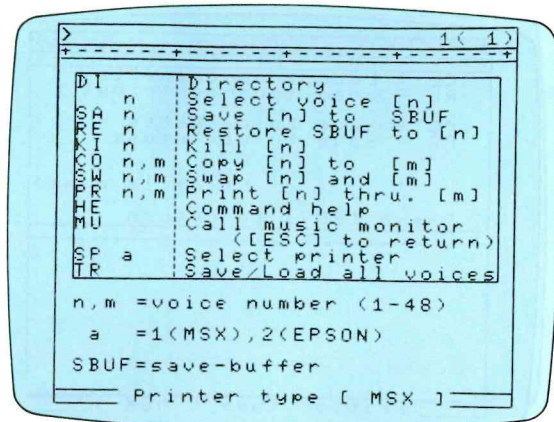 > 1( 1)
DI Directory
n Select voice [n]
SA n Save [n] to SBUF
RE n Restore SBUF to [n]
KI n Kill [n]
CO n,m Copy [n] to [m]
SW n,m Swap [n] and [m]
PR n,m Print [n] thru. [m]
HE Command help
MU Call music monitor
([ESC] to return)
SP a Select printer
TR Save/Load all voices
n,m =voice number (1-48)
a =1(MSX),2(EPSON)
SBUF=save-buffer
Printer type [ MSX ]